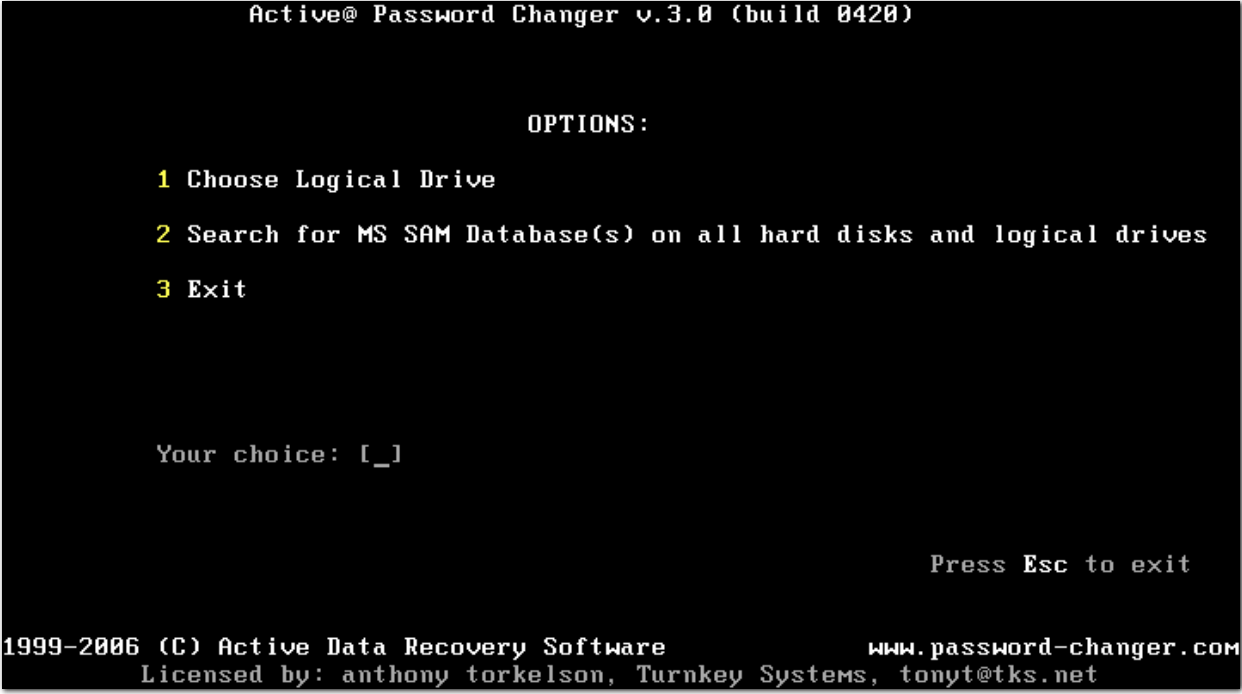 Active@ Password Changer v.3.0 (build 0420)
OPTIONS:
1 Choose Logical Drive
2 Search for MS SAM Database(s) on all hard disks and logical drives
3 Exit
Your choice: [_]
Press Esc to exit
1999-2006 (C) Active Data Recovery Software www.password-changer.com
Licensed by: anthony torkelson, Turnkey Systems, tonyt@tks.net